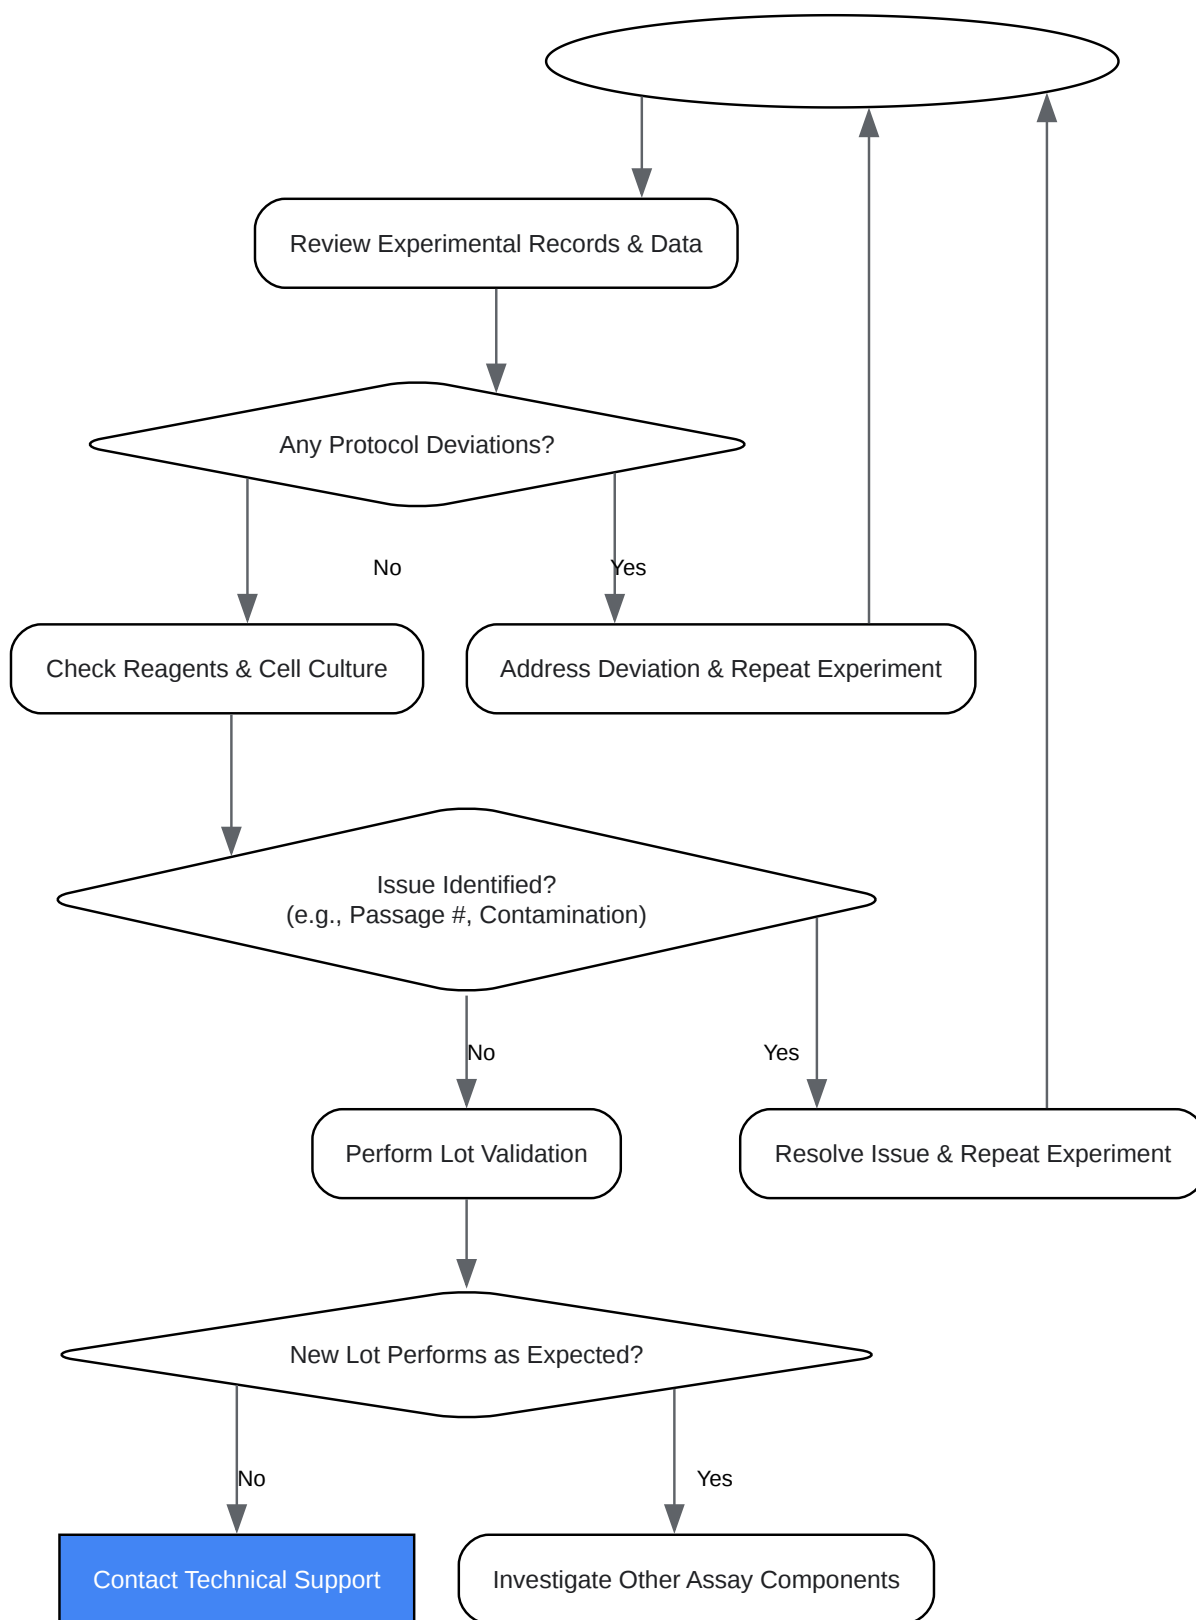 Review Experimental Records & Data
Any Protocol Deviations?
No
Yes
Check Reagents & Cell Culture
Address Deviation & Repeat Experiment
Issue Identified?
(e.g., Passage #, Contamination)
No
Yes
Perform Lot Validation
Resolve Issue & Repeat Experiment
New Lot Performs as Expected?
No
Yes
Contact Technical Support
Investigate Other Assay Components